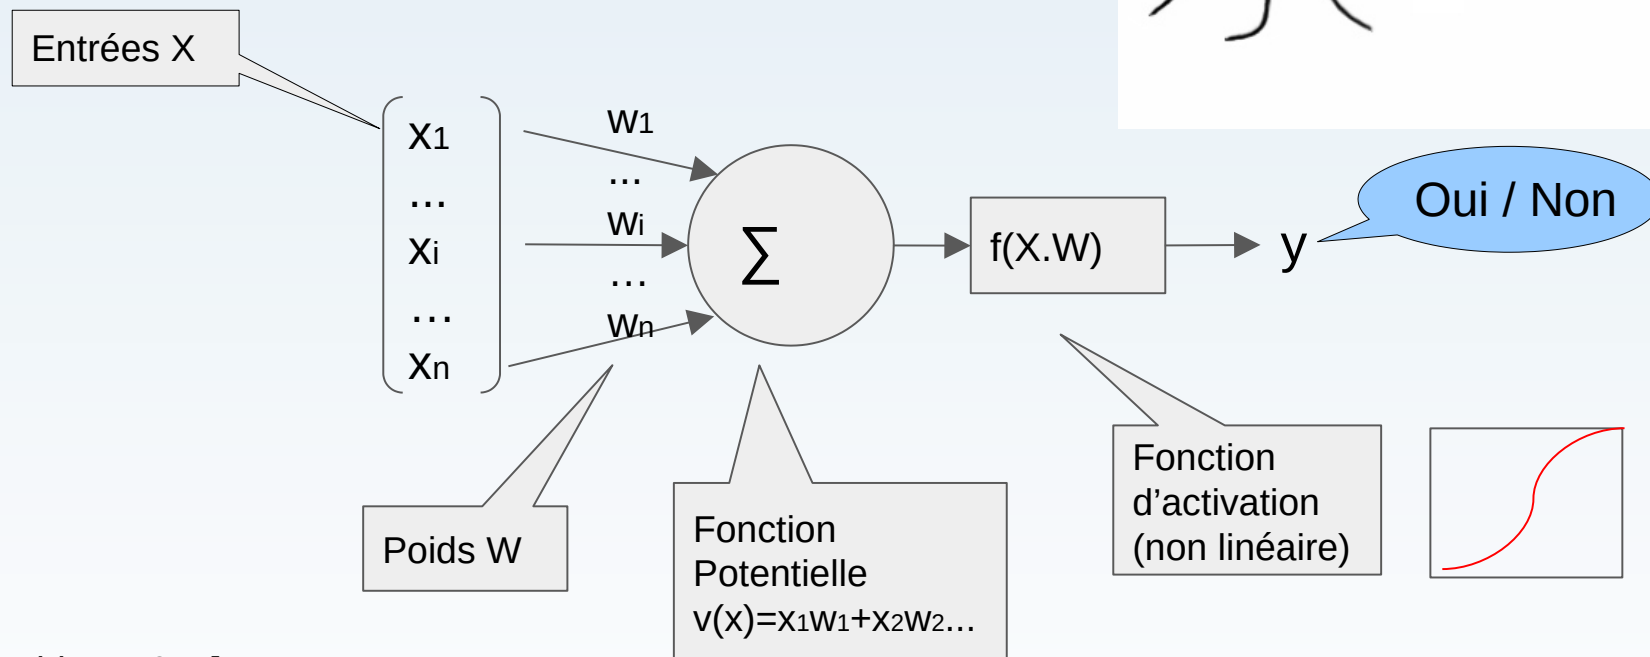 Entrées X
x1
...
xi
...
xn
w1
...
wi
...
wn
∑
f(X.W)
y
Oui / Non
Poids W
Fonction
Potentielle
v(x)=x1w1+x2w2...
Fonction
d’activation
(non linéaire)